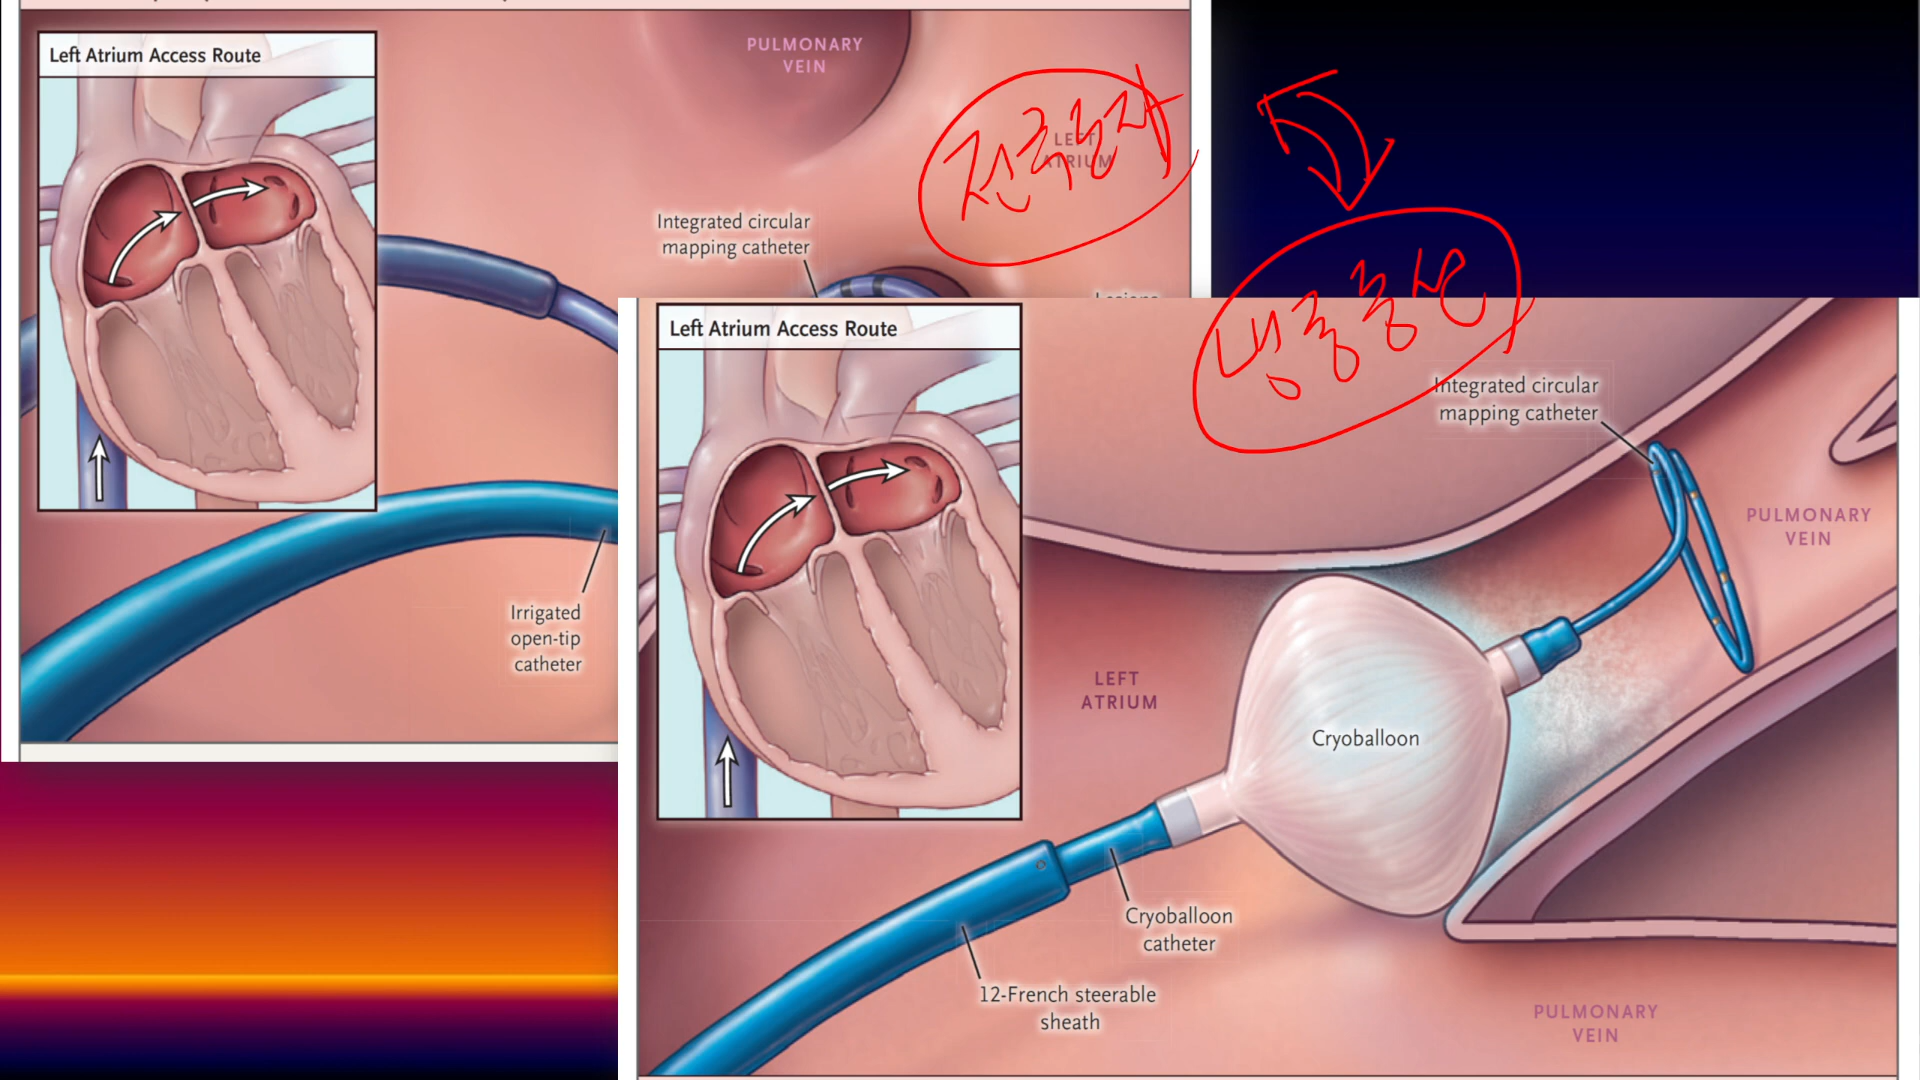 Left Atrium Access Route
PULMONARY
VEIN
LEFT
ATRIUM
전극도자
Integrated circular
mapping catheter
Lesions
Irrigated
open-tip
catheter
냉동풍선
Left Atrium Access Route
Integrated circular
mapping catheter
PULMONARY
VEIN
LEFT
ATRIUM
Cryoballoon
Cryoballoon
catheter
12-French steerable
sheath
PULMONARY
VEIN